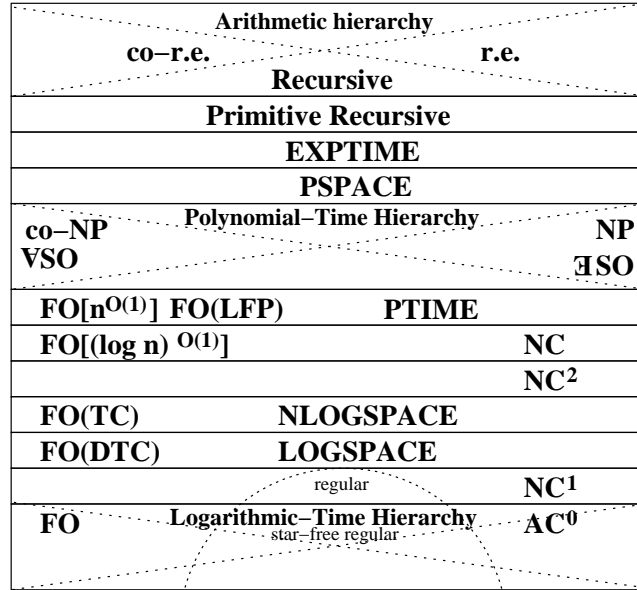 Arithmetic hierarchy
co−r.e. r.e.
Recursive
Primitive Recursive
EXPTIME
PSPACE
Polynomial−Time Hierarchy
co−NP NP
∀SO ∃SO
FO[n^O(1)] FO(LFP) PTIME
FO[(log n)^O(1)] NC
NC²
FO(TC) NLOGSPACE
FO(DTC) LOGSPACE
regular NC¹
FO Logarithmic−Time Hierarchy AC⁰
star−free regular